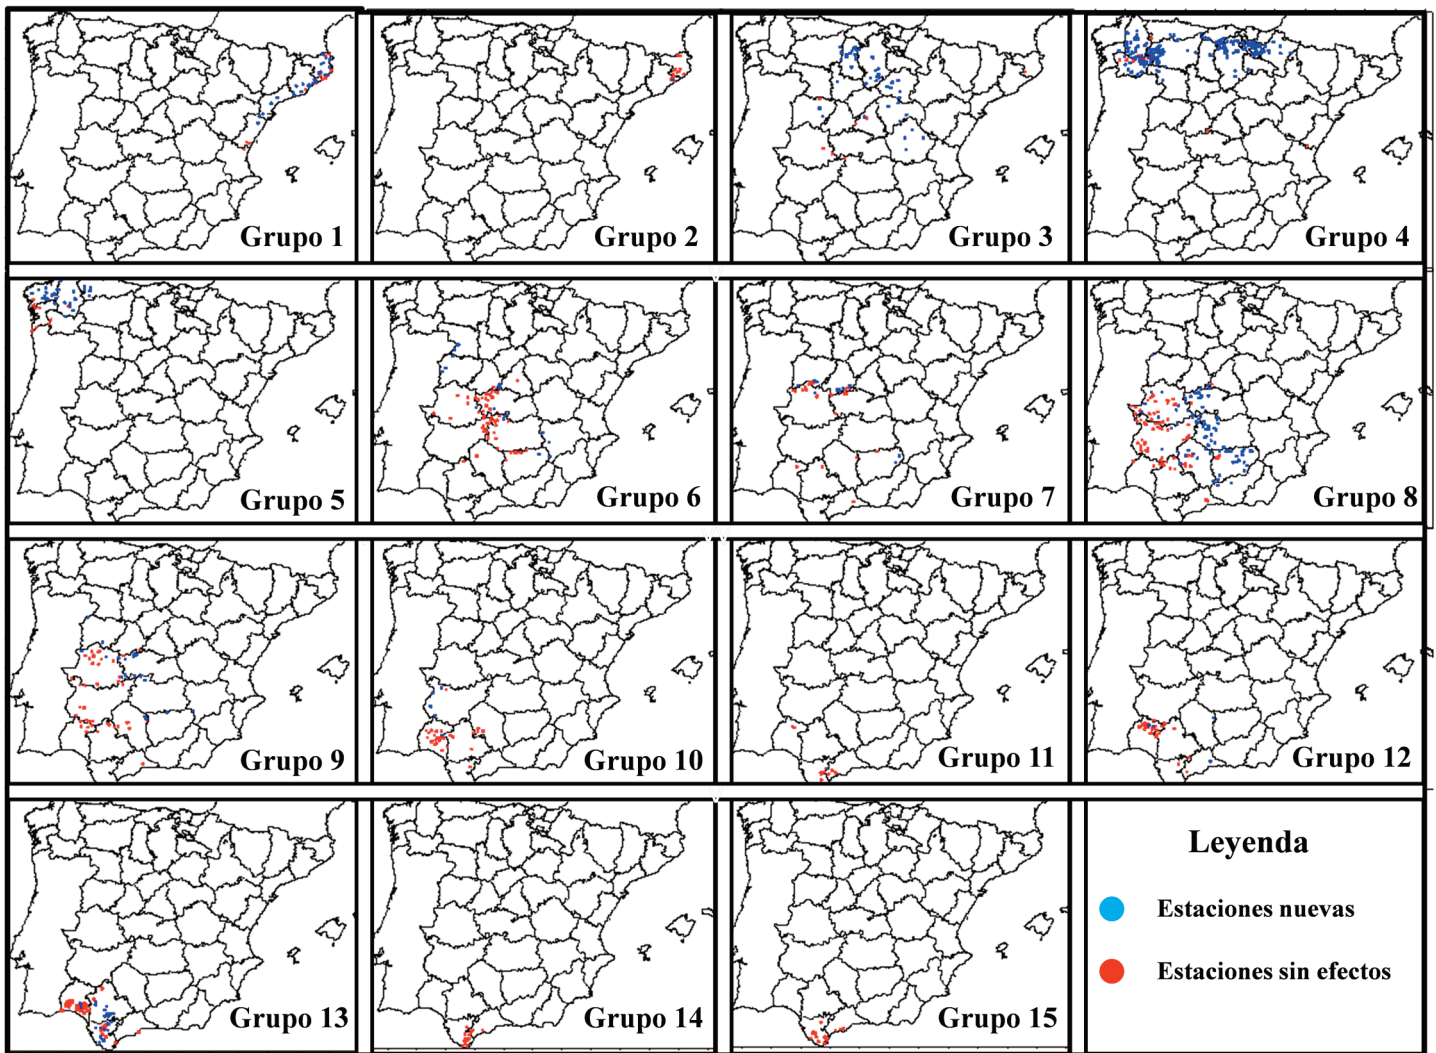 Grupo 1
Grupo 2
Grupo 3
Grupo 4
Grupo 5
Grupo 6
Grupo 7
Grupo 8
Grupo 9
Grupo 10
Grupo 11
Grupo 12
Grupo 13
Grupo 14
Grupo 15
Leyenda
Estaciones nuevas
Estaciones sin efectos